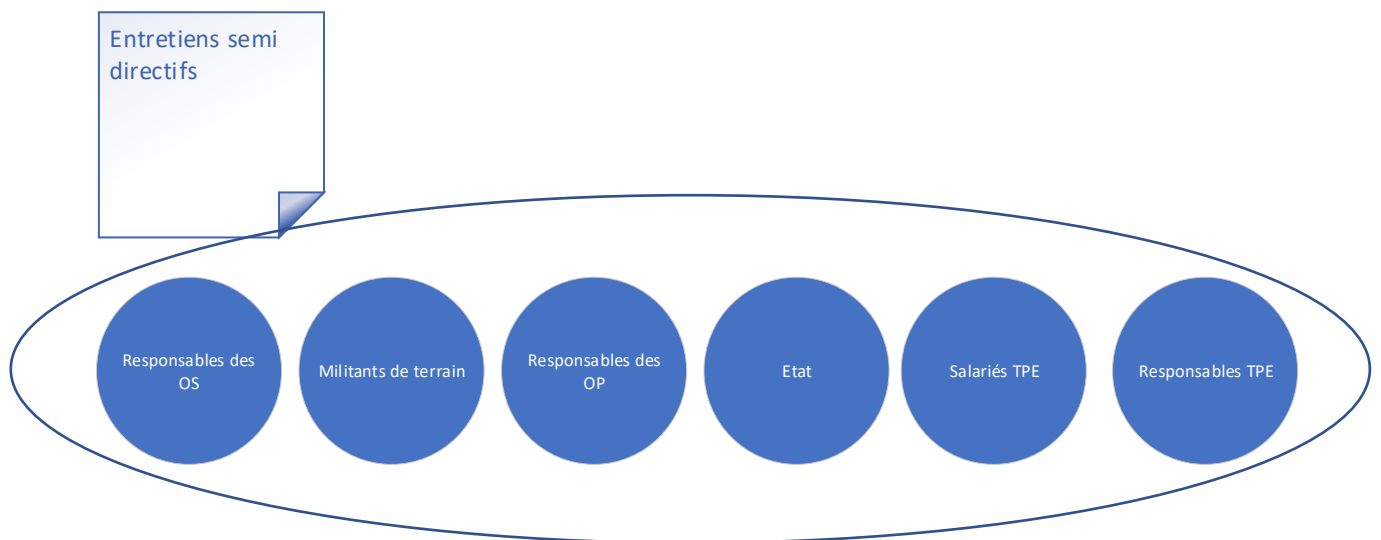 Entretiens semi
directifs
Responsables des
OS
Militants de terrain
Responsables des
OP
Etat
Salariés TPE
Responsables TPE